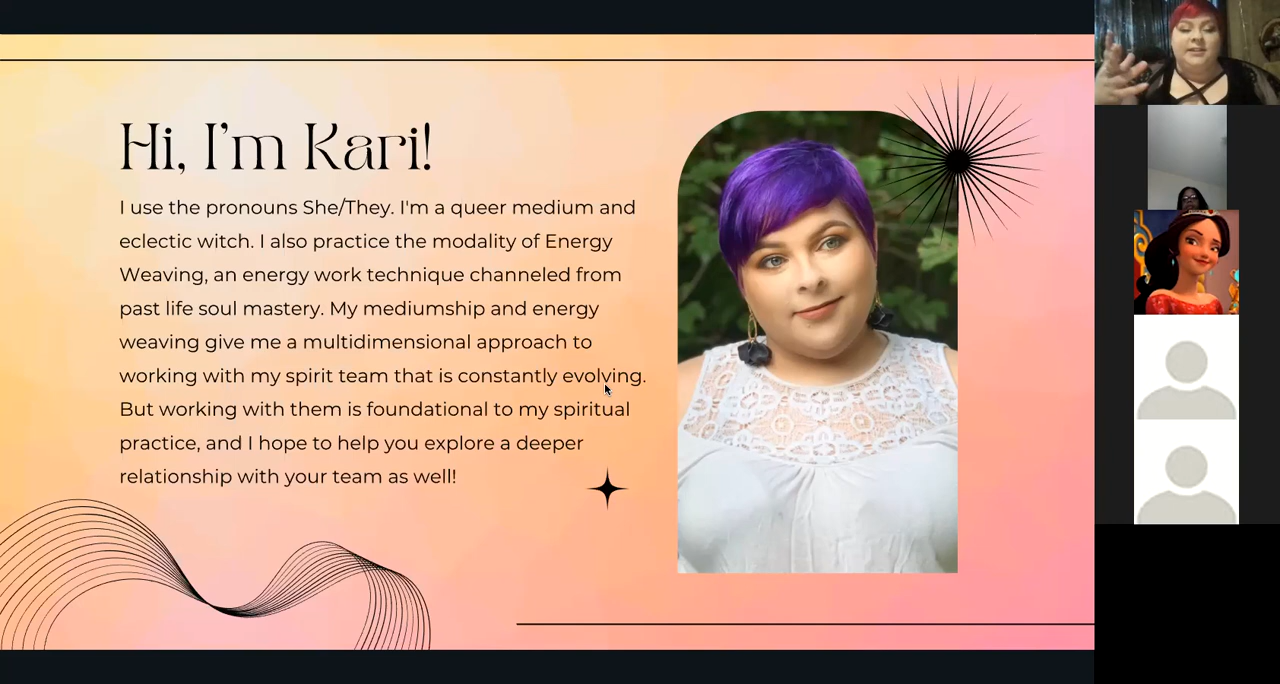 Hi, I'm Kari!
I use the pronouns She/They. I'm a queer medium and
eclectic witch. I also practice the modality of Energy
Weaving, an energy work technique channeled from
past life soul mastery. My mediumship and energy
weaving give me a multidimensional approach to
working with my spirit team that is constantly evolving.
But working with them is foundational to my spiritual
practice, and I hope to help you explore a deeper
relationship with your team as well!